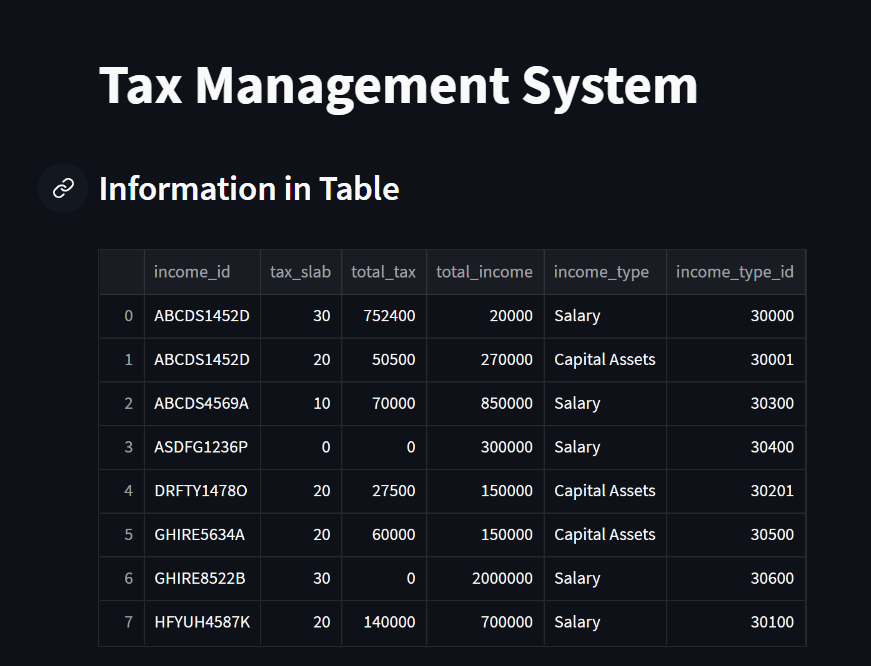 Tax Management System
Information in Table
income_id tax_slab total_tax total_income income_type income_type_id
0 ABCDS1452D 30 752400 20000 Salary 30000
1 ABCDS1452D 20 50500 270000 Capital Assets 30001
2 ABCDS4569A 10 70000 850000 Salary 30300
3 ASDFG1236P 0 0 300000 Salary 30400
4 DRFTY1478O 20 27500 150000 Capital Assets 30201
5 GHIRE5634A 20 60000 150000 Capital Assets 30500
6 GHIRE8522B 30 0 2000000 Salary 30600
7 HFYUH4587K 20 140000 700000 Salary 30100